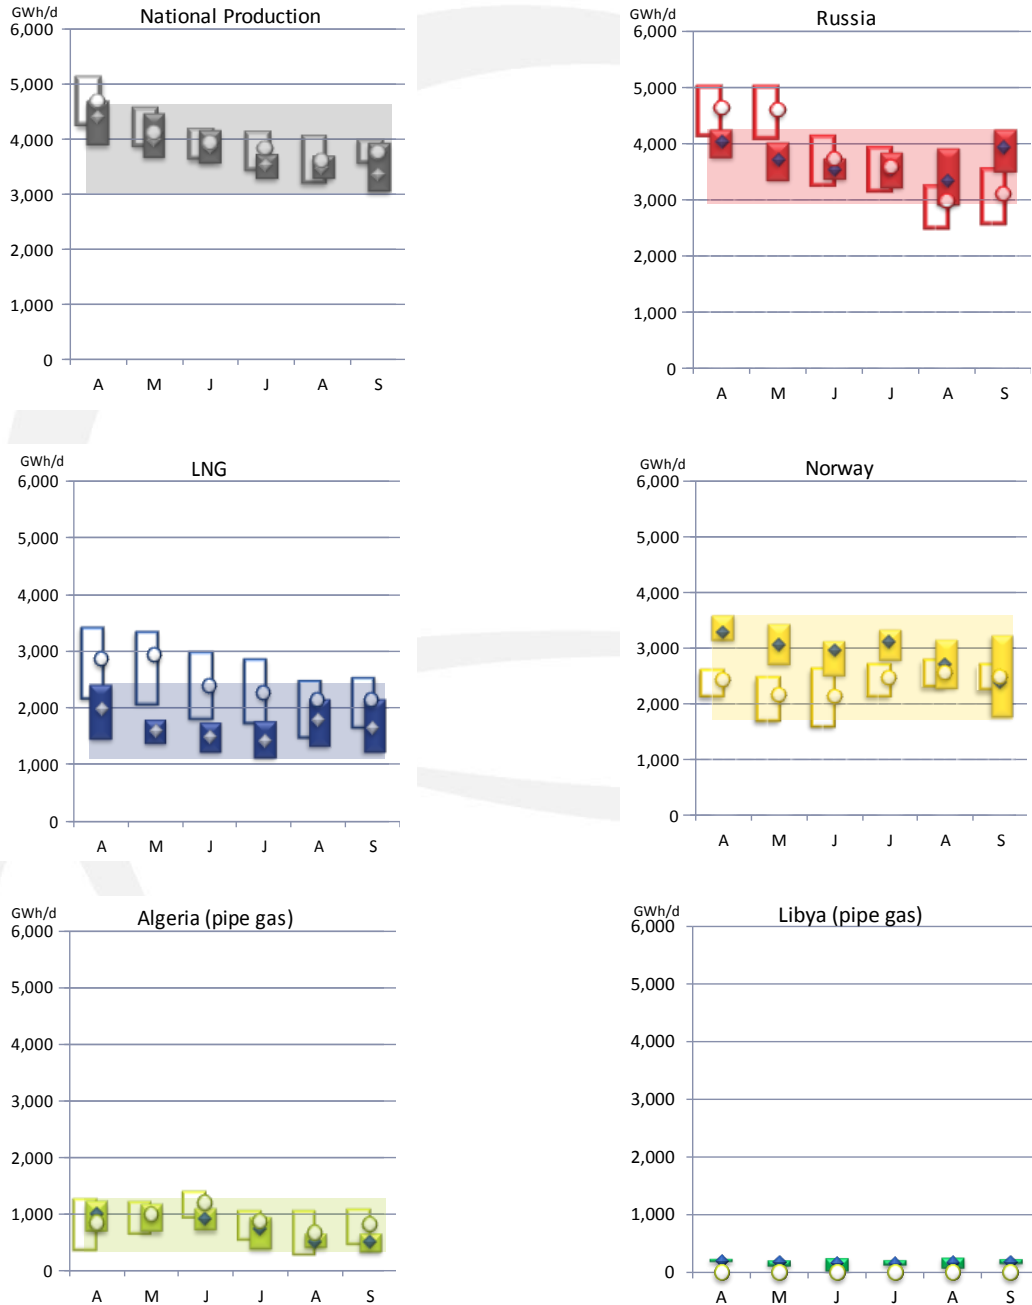 GWh/d
National Production
6,000
5,000
4,000
3,000
2,000
1,000
0
A M J J A S
GWh/d
Russia
6,000
5,000
4,000
3,000
2,000
1,000
0
A M J J A S
GWh/d
LNG
6,000
5,000
4,000
3,000
2,000
1,000
0
A M J J A S
GWh/d
Norway
6,000
5,000
4,000
3,000
2,000
1,000
0
A M J J A S
GWh/d
Algeria (pipe gas)
6,000
5,000
4,000
3,000
2,000
1,000
0
A M J J A S
GWh/d
Libya (pipe gas)
6,000
5,000
4,000
3,000
2,000
1,000
0
A M J J A S